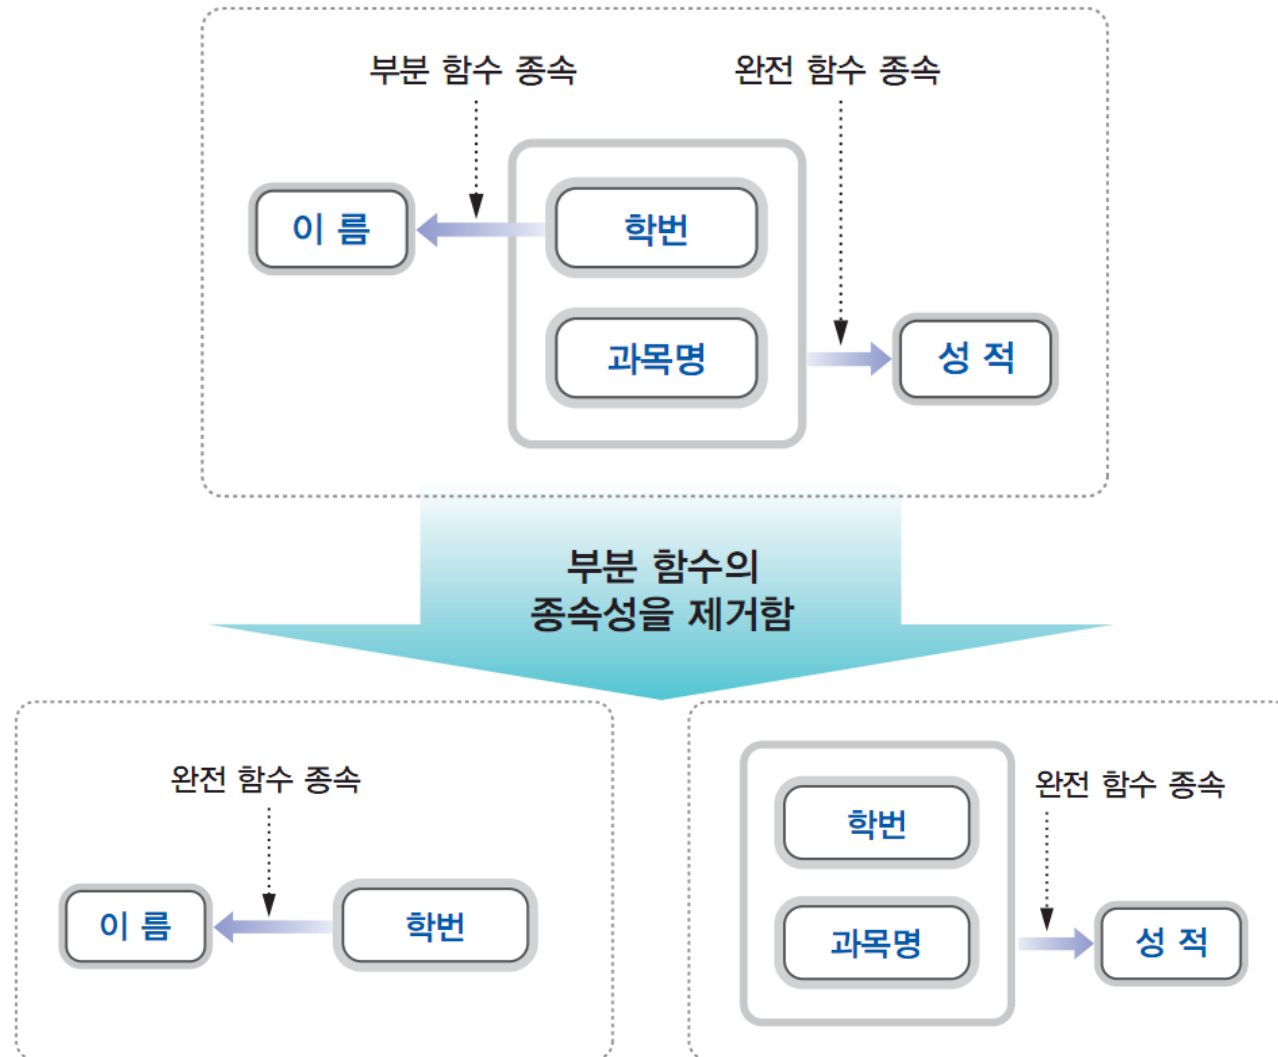 부분 함수 종속
완전 함수 종속
이 름
학번
과목명
성 적
부분 함수의
종속성을 제거함
완전 함수 종속
이 름
학번
완전 함수 종속
학번
과목명
성 적